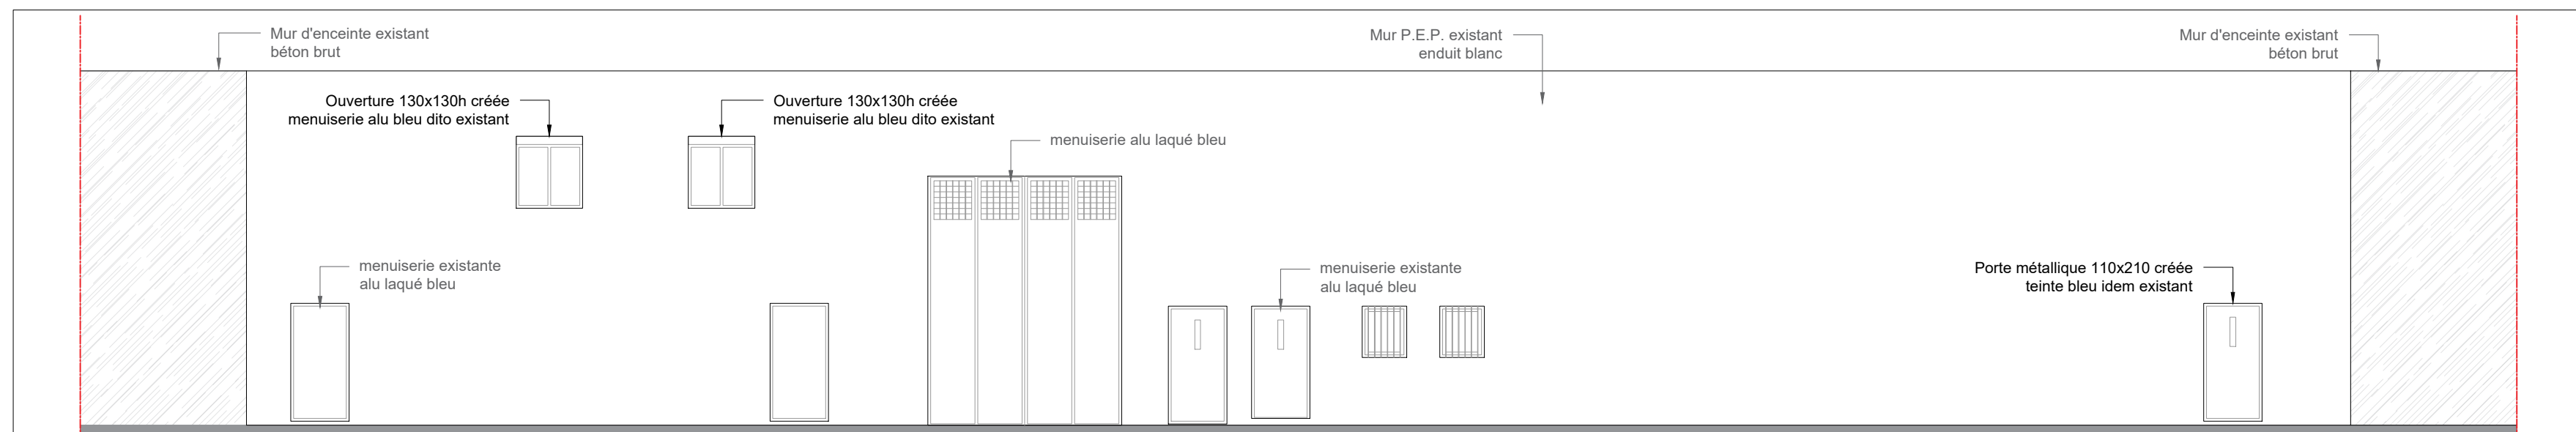 Mur d'enceinte existant
béton brut
Mur P.E.P. existant
enduit blanc
Mur d'enceinte existant
béton brut
Ouverture 130x130h créée
menuiserie alu bleu dito existant
Ouverture 130x130h créée
menuiserie alu bleu dito existant
menuiserie alu laqué bleu
menuiserie existante
alu laqué bleu
menuiserie existante
alu laqué bleu
Porte métallique 110x210 créée
teinte bleu idem existant